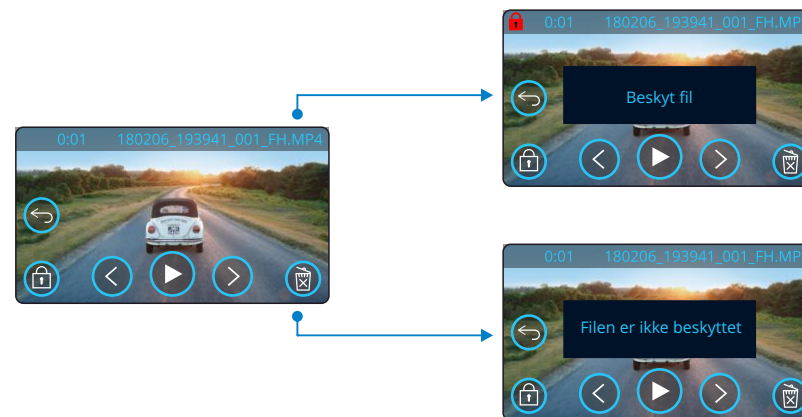 0:01 180206_193941_001_FH.MP4
0:01 180206_193941_001_FH.MP
Beskyt fil
0:01 180206_193941_001_FH.MP
Filen er ikke beskyttet